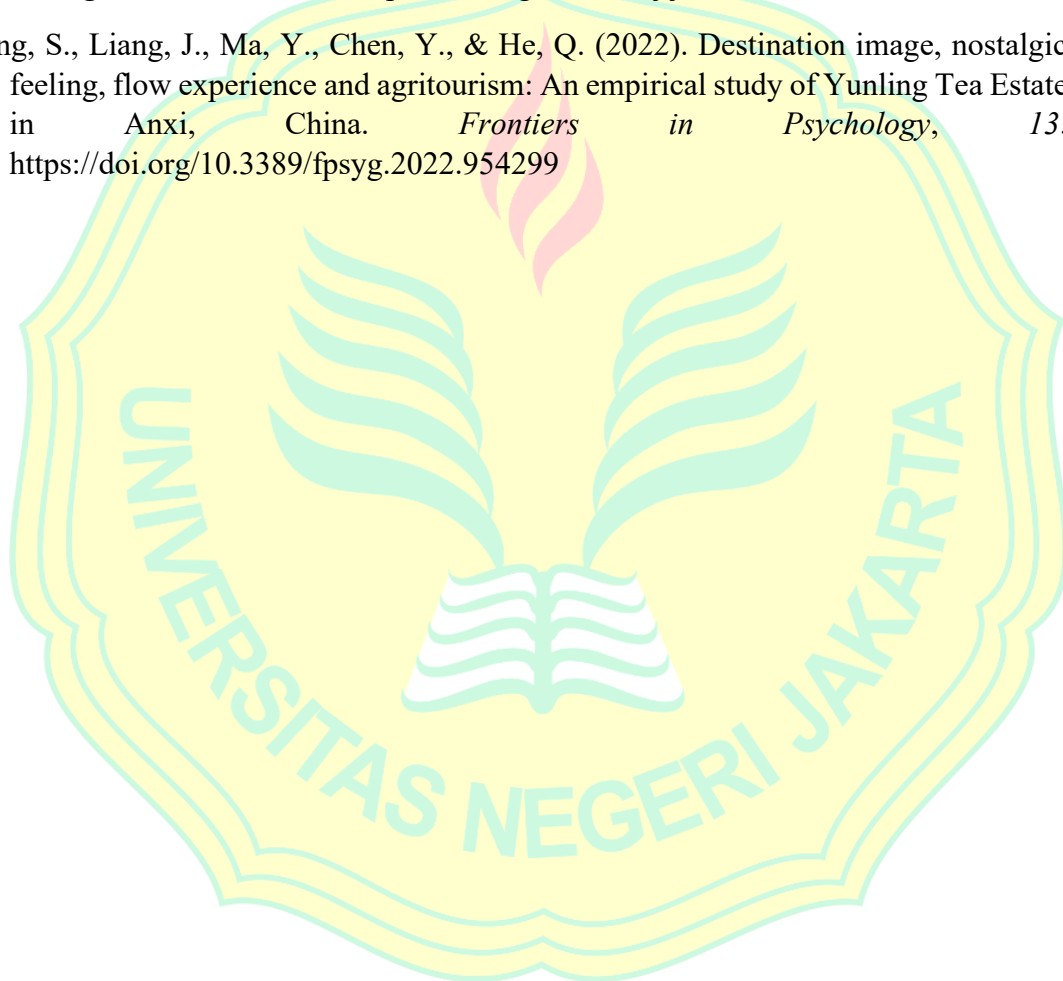 ng, S., Liang, J., Ma, Y., Chen, Y., & He, Q. (2022). Destination image, nostalgic
feeling, flow experience and agritourism: An empirical study of Yunling Tea Estate
in Anxi, China. Frontiers in Psychology, 13.
https://doi.org/10.3389/fpsyg.2022.954299
UNIVERSITAS NEGERI JAKARTA